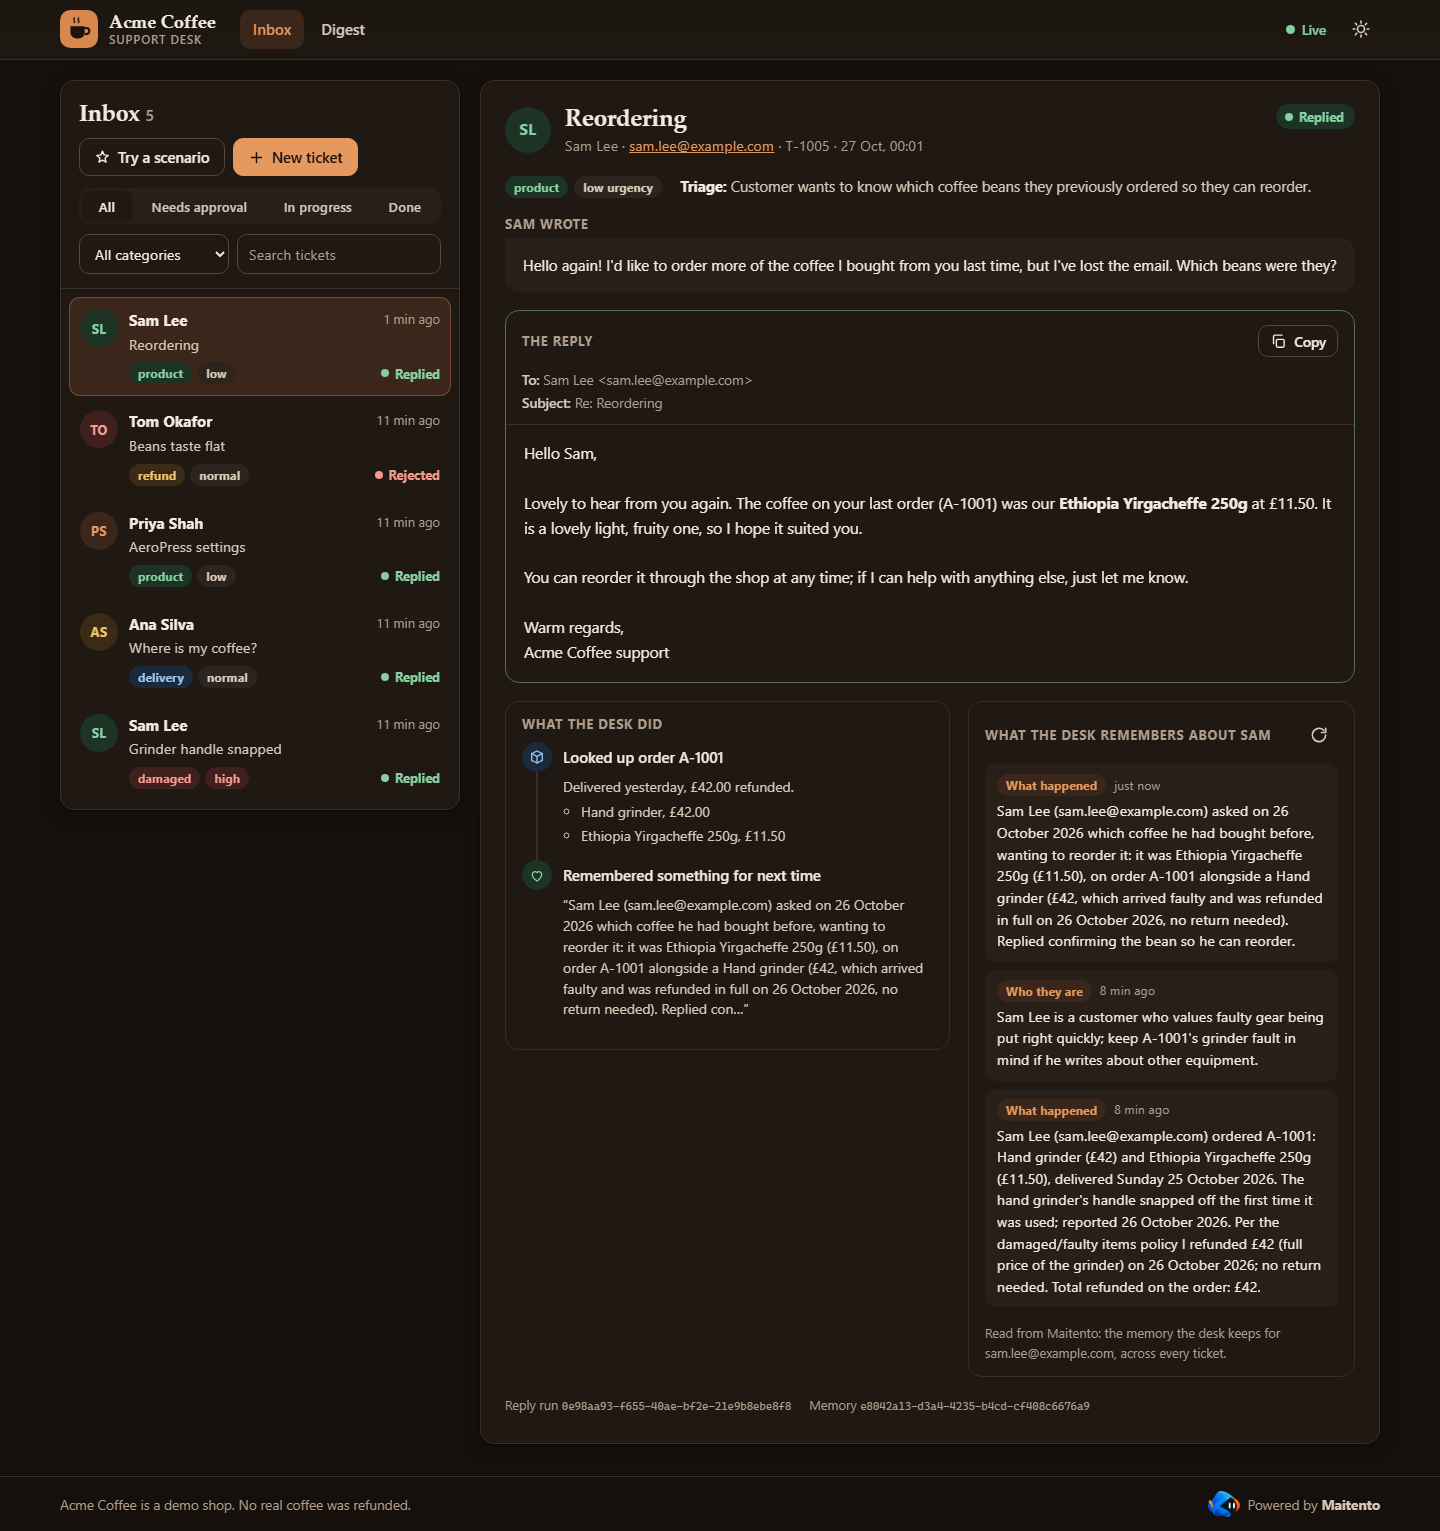 Acme Coffee
SUPPORT DESK
Inbox
Digest
Live
Inbox 5
Try a scenario
New ticket
All
Needs approval
In progress
Done
All categories
Search tickets
SL
Sam Lee
1 min ago
Reordering
product
low
Replied
TO
Tom Okafor
11 min ago
Beans taste flat
refund
normal
Rejected
PS
Priya Shah
11 min ago
AeroPress settings
product
low
Replied
AS
Ana Silva
11 min ago
Where is my coffee?
delivery
normal
Replied
SL
Sam Lee
11 min ago
Grinder handle snapped
damaged
high
Replied
SL
Reordering
Sam Lee · sam.lee@example.com · T-1005 · 27 Oct, 00:01
Replied
product
low urgency
Triage: Customer wants to know which coffee beans they previously ordered so they can reorder.
SAM WROTE
Hello again! I'd like to order more of the coffee I bought from you last time, but I've lost the email. Which beans were they?
THE REPLY
Copy
To: Sam Lee <sam.lee@example.com>
Subject: Re: Reordering
Hello Sam,
Lovely to hear from you again. The coffee on your last order (A-1001) was our Ethiopia Yirgacheffe 250g at £11.50. It
is a lovely light, fruity one, so I hope it suited you.
You can reorder it through the shop at any time; if I can help with anything else, just let me know.
Warm regards,
Acme Coffee support
WHAT THE DESK DID
Looked up order A-1001
Delivered yesterday, £42.00 refunded.
Hand grinder, £42.00
Ethiopia Yirgacheffe 250g, £11.50
Remembered something for next time
“Sam Lee (sam.lee@example.com) asked on 26 October
2026 which coffee he had bought before, wanting to
reorder it: it was Ethiopia Yirgacheffe 250g (£11.50), on
order A-1001 alongside a Hand grinder (£42, which arrived
faulty and was refunded in full on 26 October 2026, no
return needed). Replied con…”
WHAT THE DESK REMEMBERS ABOUT SAM
What happened
just now
Sam Lee (sam.lee@example.com) asked on 26
October 2026 which coffee he had bought before,
wanting to reorder it: it was Ethiopia Yirgacheffe
250g (£11.50), on order A-1001 alongside a Hand
grinder (£42, which arrived faulty and was refunded
in full on 26 October 2026, no return needed).
Replied confirming the bean so he can reorder.
Who they are
8 min ago
Sam Lee is a customer who values faulty gear being
put right quickly; keep A-1001's grinder fault in
mind if he writes about other equipment.
What happened
8 min ago
Sam Lee (sam.lee@example.com) ordered A-1001:
Hand grinder (£42) and Ethiopia Yirgacheffe 250g
(£11.50), delivered Sunday 25 October 2026. The
hand grinder's handle snapped off the first time it
was used; reported 26 October 2026. Per the
damaged/faulty items policy I refunded £42 (full
price of the grinder) on 26 October 2026; no return
needed. Total refunded on the order: £42.
Read from Maitento: the memory the desk keeps for
sam.lee@example.com, across every ticket.
Reply run 0e98aa93-f655-40ae-bf2e-21e9b8ebe8f8
Memory e8042a13-d3a4-4235-b4cd-cf408c6676a9
Acme Coffee is a demo shop. No real coffee was refunded.
Powered by Maitento